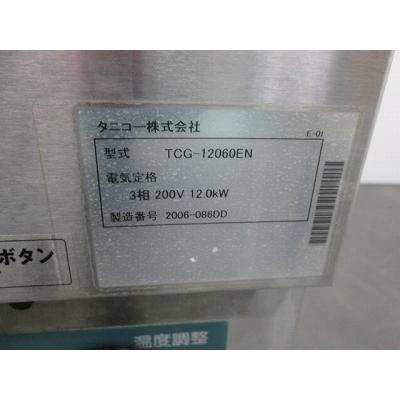 タニコー株式会社
E-01
型式 TCG-12060EN
電気定格
3相 200V 12.0kW
製造番号 2006-086DD
ボタン
温度調整